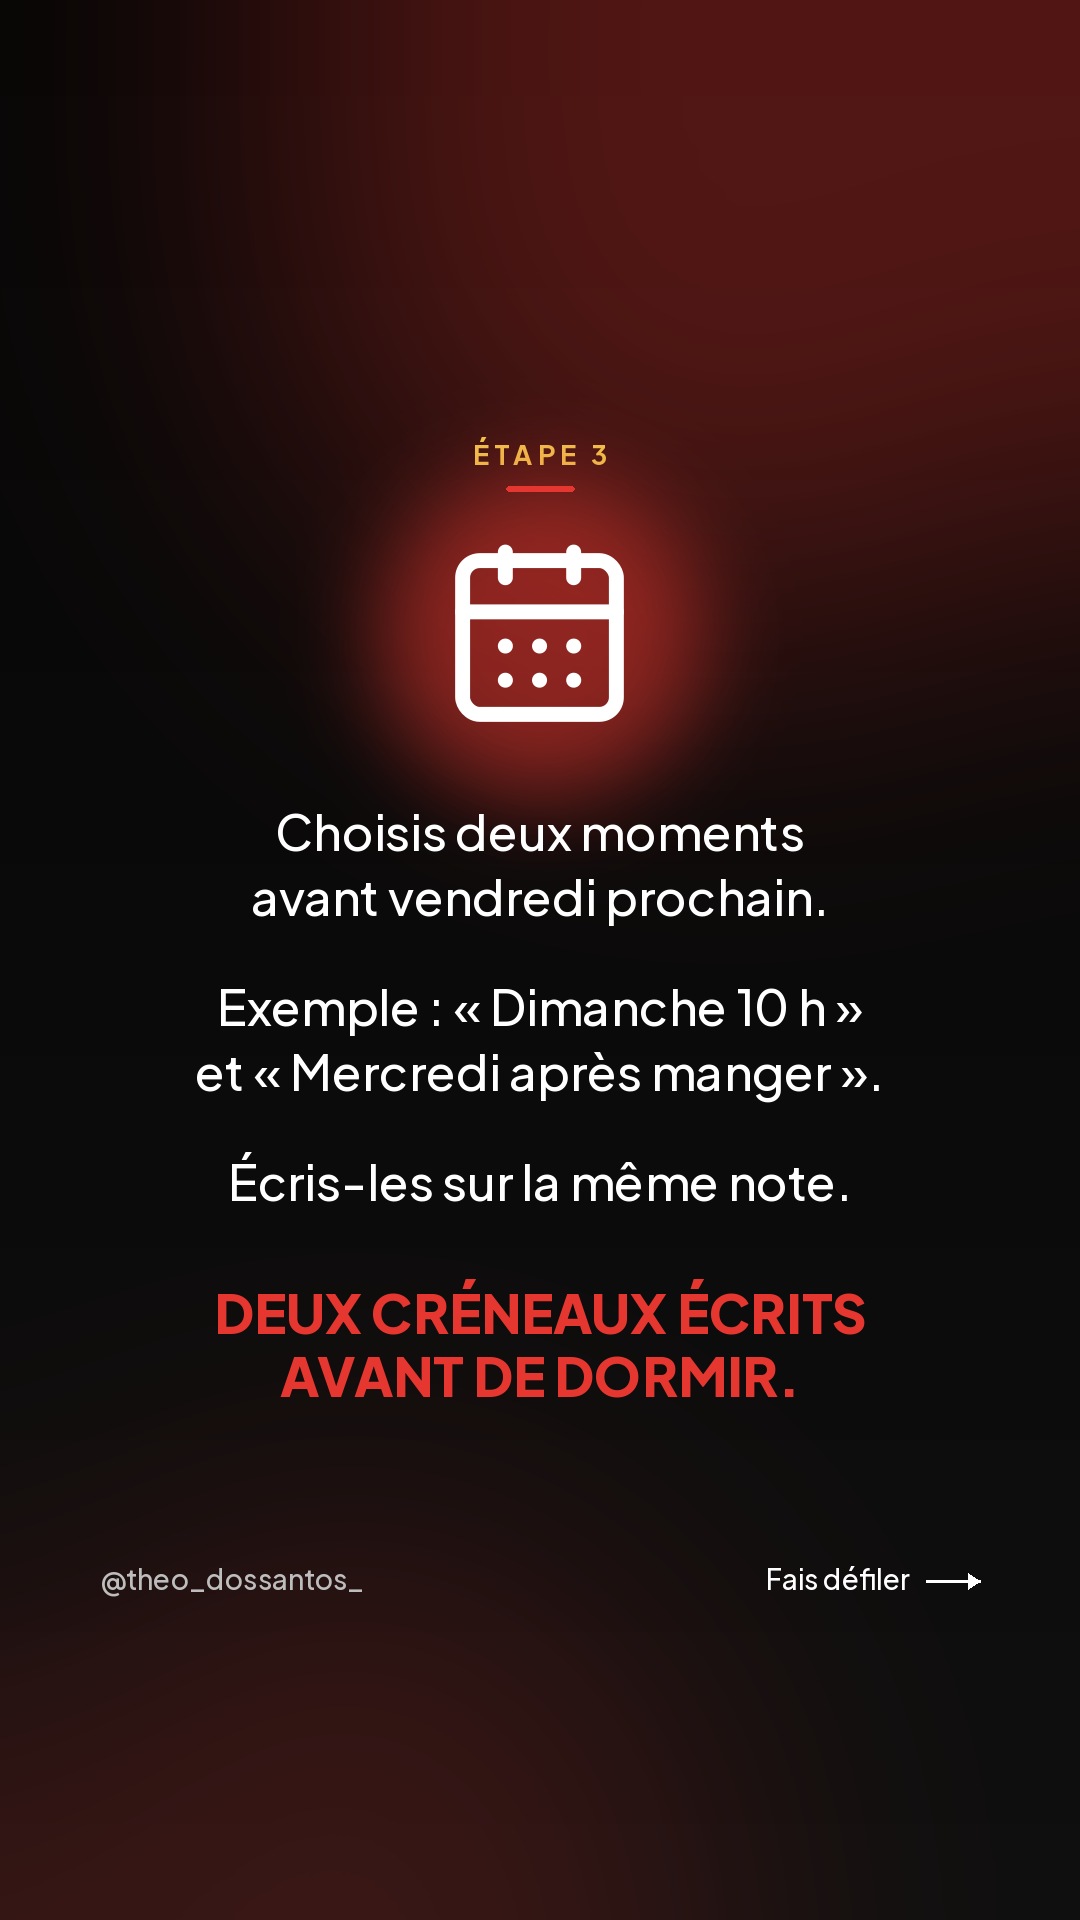 ÉTAPE 3
Choisis deux moments
avant vendredi prochain.
Exemple : « Dimanche 10 h »
et « Mercredi après manger ».
Écris-les sur la même note.
DEUX CRÉNEAUX ÉCRITS
AVANT DE DORMIR.
@theo_dossantos_
Fais défiler